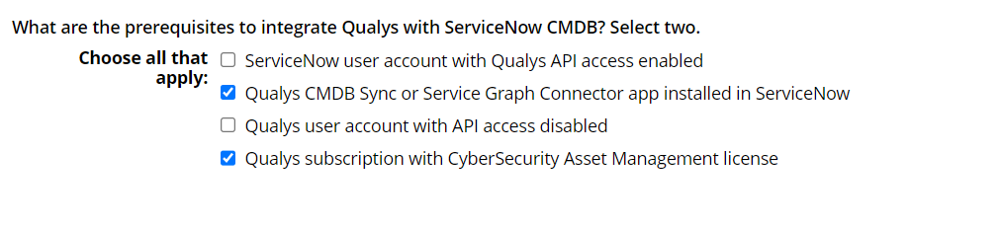 What are the prerequisites to integrate Qualys with ServiceNow CMDB? Select two.
Choose all that apply:
ServiceNow user account with Qualys API access enabled
Qualys CMDB Sync or Service Graph Connector app installed in ServiceNow
Qualys user account with API access disabled
Qualys subscription with CyberSecurity Asset Management license